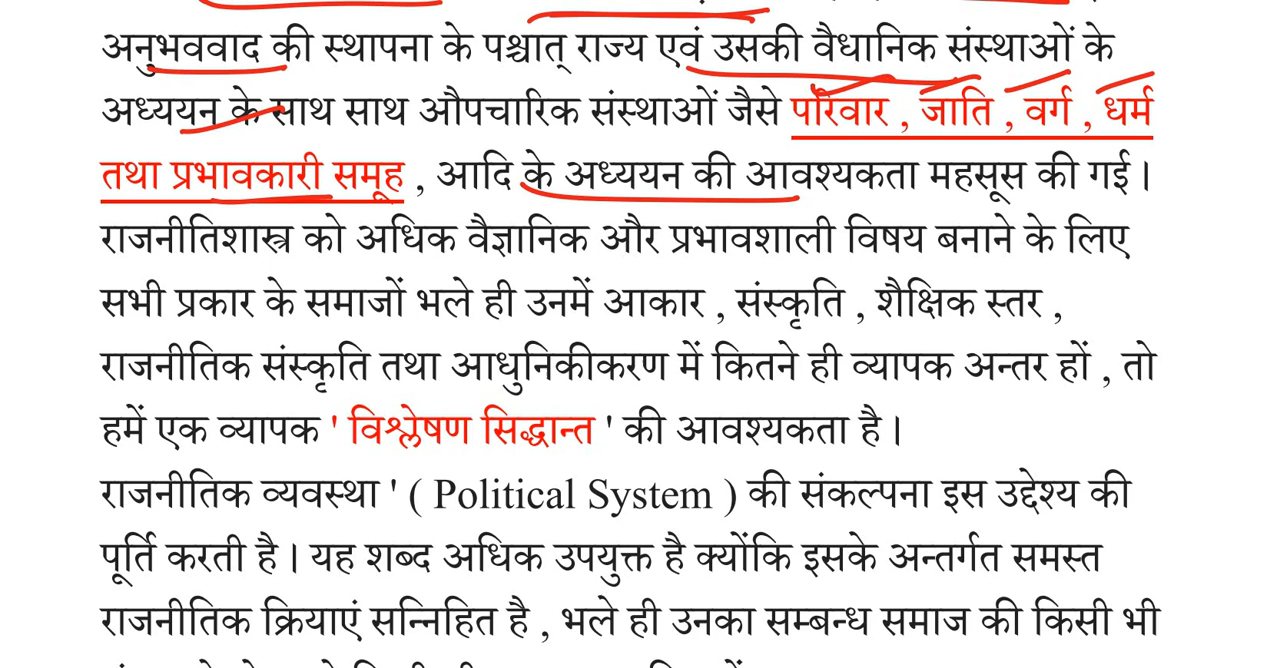 अनुभववाद की स्थापना के पश्चात् राज्य एवं उसकी वैधानिक संस्थाओं के
अध्ययन के साथ साथ औपचारिक संस्थाओं जैसे परिवार , जाति , वर्ग , धर्म
तथा प्रभावकारी समूह , आदि के अध्ययन की आवश्यकता महसूस की गई ।
राजनीतिशास्त्र को अधिक वैज्ञानिक और प्रभावशाली विषय बनाने के लिए
सभी प्रकार के समाजों भले ही उनमें आकार , संस्कृति , शैक्षिक स्तर ,
राजनीतिक संस्कृति तथा आधुनिकीकरण में कितने ही व्यापक अन्तर हों , तो
हमें एक व्यापक ' विश्लेषण सिद्धान्त ' की आवश्यकता है ।
राजनीतिक व्यवस्था ' ( Political System ) की संकल्पना इस उद्देश्य की
पूर्ति करती है । यह शब्द अधिक उपयुक्त है क्योंकि इसके अन्तर्गत समस्त
राजनीतिक क्रियाएं सन्निहित है , भले ही उनका सम्बन्ध समाज की किसी भी